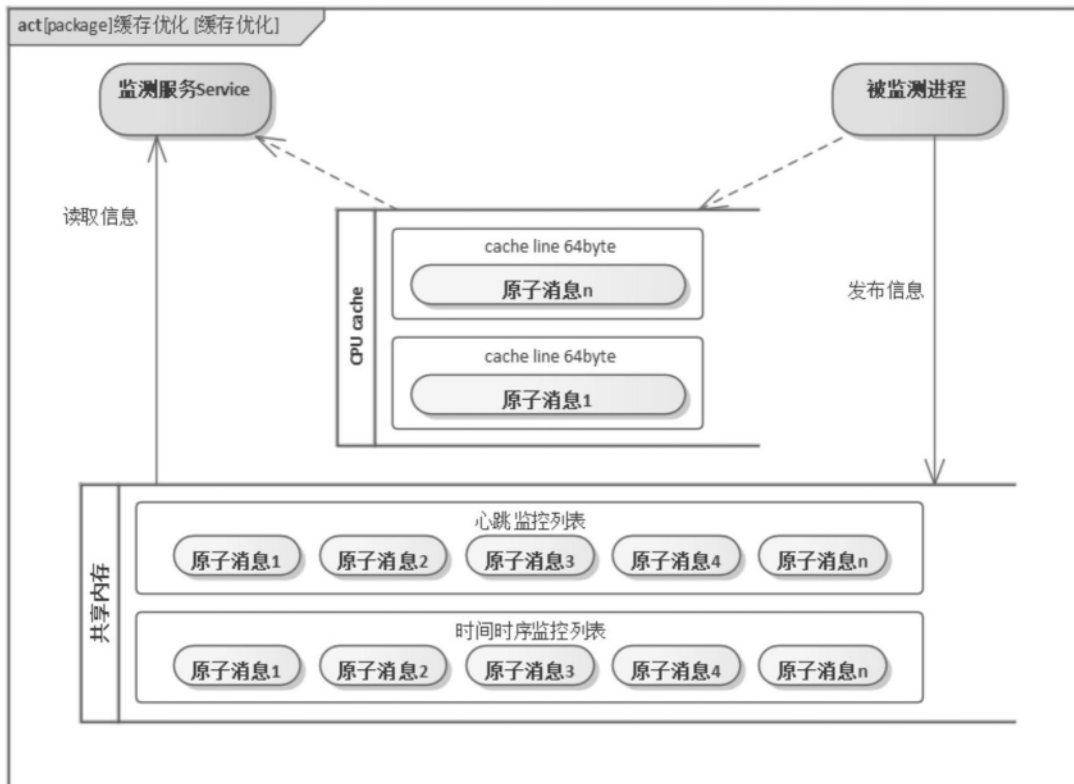 act[package]缓存优化 [缓存优化]
监测服务Service
被监测进程
读取信息
发布信息
CPU cache
cache line 64byte
原子消息n
cache line 64byte
原子消息1
共享内存
心跳监控列表
原子消息1 原子消息2 原子消息3 原子消息4 原子消息n
时间时序监控列表
原子消息1 原子消息2 原子消息3 原子消息4 原子消息n